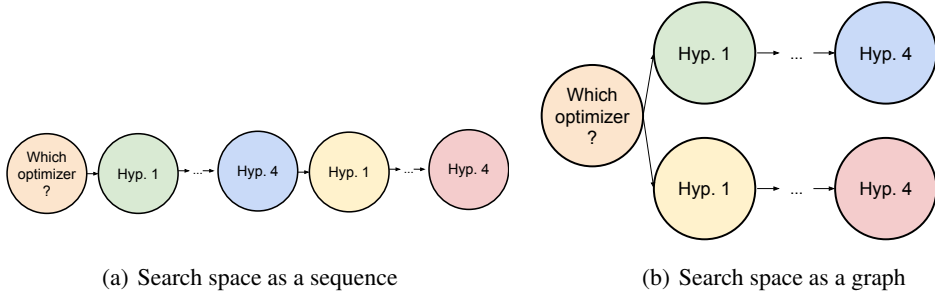 Which
optimizer
?
Hyp. 1
...
Hyp. 4
Hyp. 1
...
Hyp. 4
(a) Search space as a sequence
Which
optimizer
?
Hyp. 1
...
Hyp. 4
Hyp. 1
...
Hyp. 4
(b) Search space as a graph